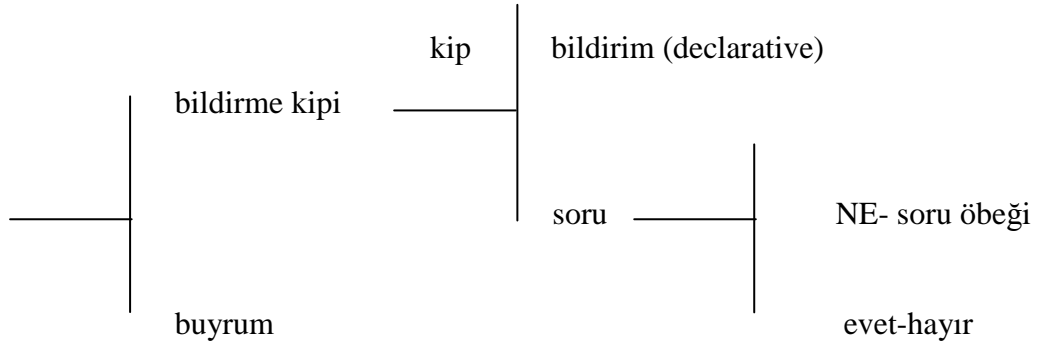 kip bildirim (declarative)
bildirme kipi
soru NE- soru öbeği
buyrum evet-hayır